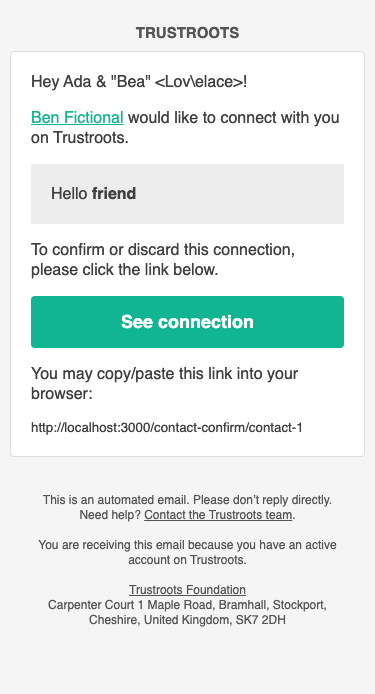 TRUSTROOTS
Hey Ada & "Bea" <Lov\elace>!
Ben Fictional would like to connect with you
on Trustroots.
Hello friend
To confirm or discard this connection,
please click the link below.
See connection
You may copy/paste this link into your
browser:
http://localhost:3000/contact-confirm/contact-1
This is an automated email. Please don’t reply directly.
Need help? Contact the Trustroots team.
You are receiving this email because you have an active
account on Trustroots.
Trustroots Foundation
Carpenter Court 1 Maple Road, Bramhall, Stockport,
Cheshire, United Kingdom, SK7 2DH